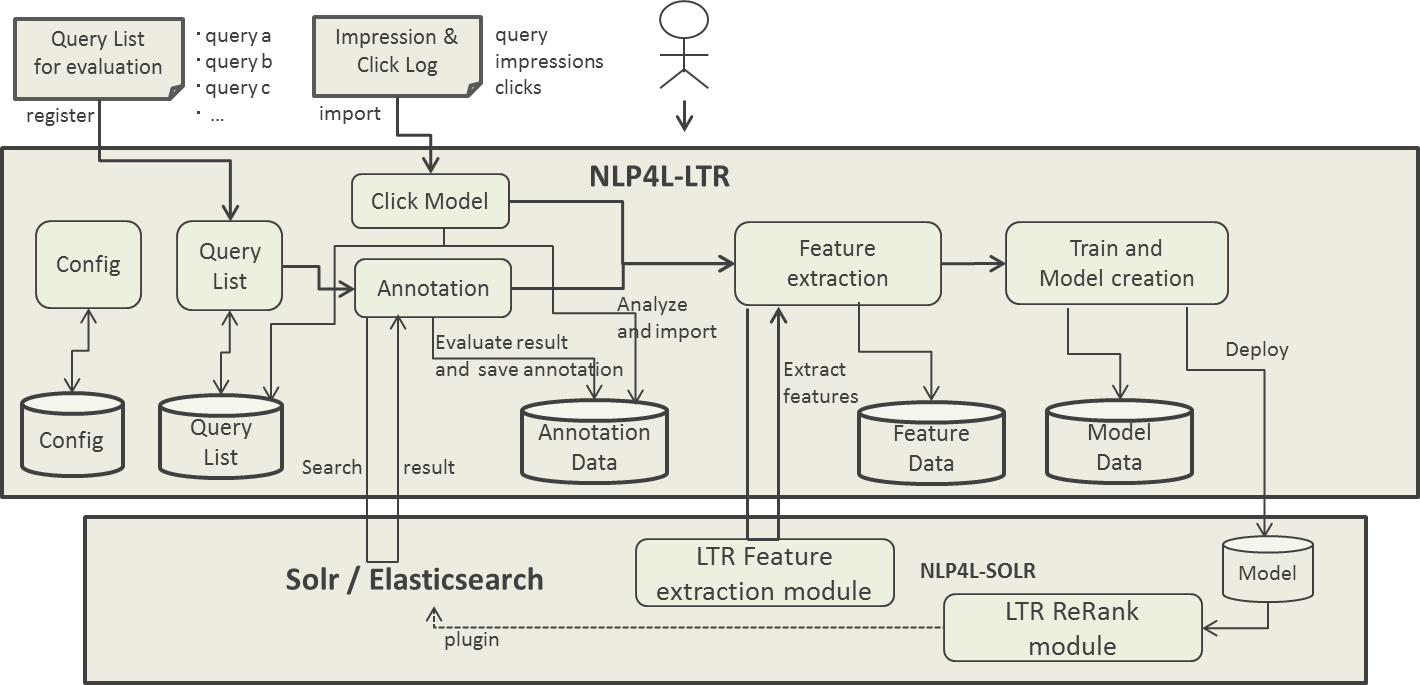 Query List
for evaluation
· query a
· query b
· query c
· ...
register
Impression &
Click Log
query
impressions
clicks
import
NLP4L-LTR
Click Model
Config
Query
List
Annotation
Feature
extraction
Train and
Model creation
Analyze
and import
Evaluate result
and save annotation
Extract
features
Deploy
Config
Query
List
Search
result
Annotation
Data
Feature
Data
Model
Data
Solr / Elasticsearch
LTR Feature
extraction module
NLP4L-SOLR
Model
LTR ReRank
module
plugin